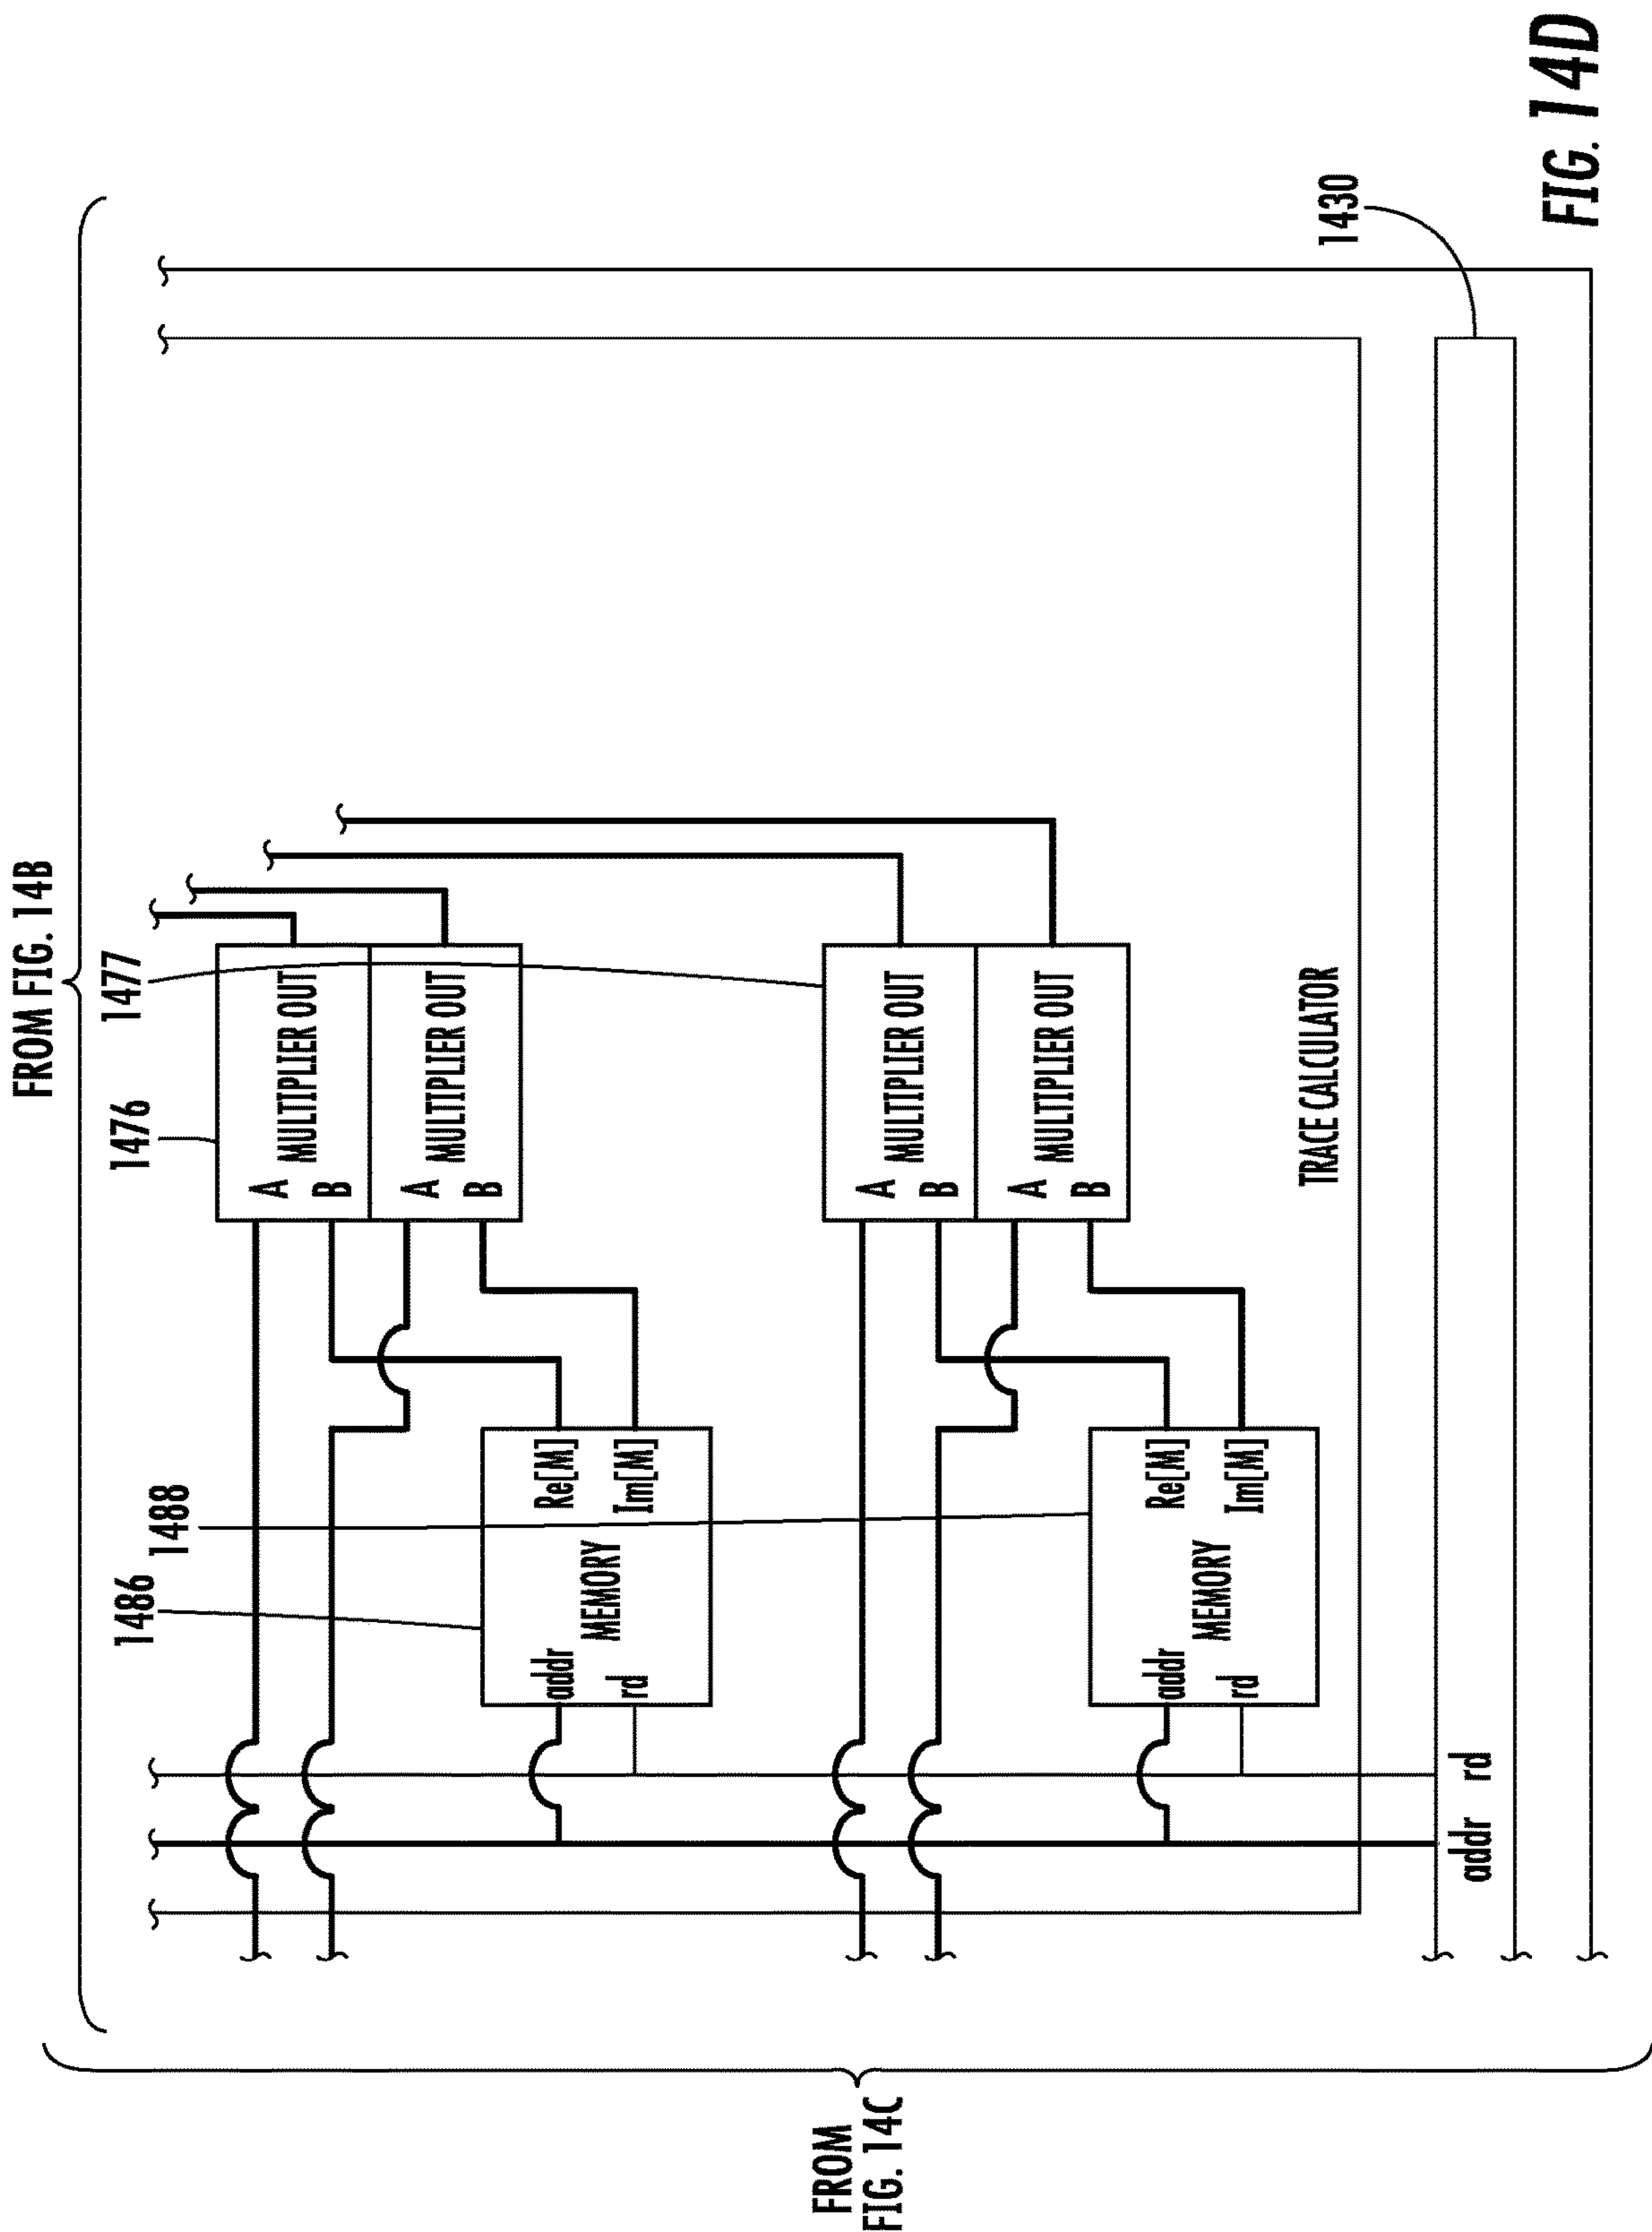 FROM FIG. 14B
1476
1477
A
MULTIPLIER OUT
B
A
MULTIPLIER OUT
B
1486
1488
addr
Re[M]
MEMORY
rd
Im[M]
A
MULTIPLIER OUT
B
A
MULTIPLIER OUT
B
addr
Re[M]
MEMORY
rd
Im[M]
TRACE CALCULATOR
1430
addr rd
FROM
FIG. 14C
FIG. 14D